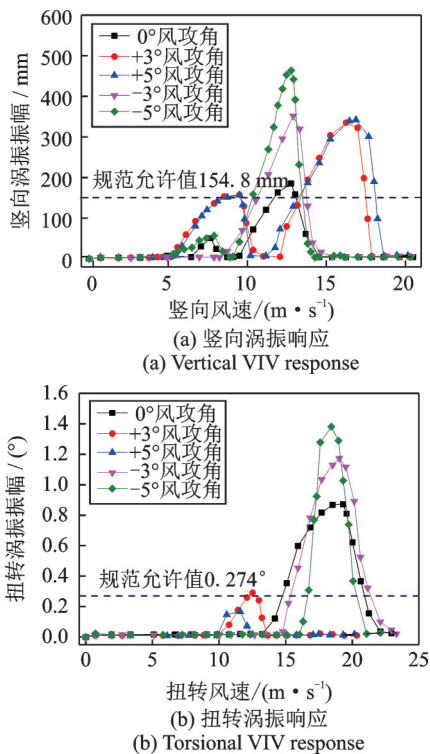 600
500
400
300
200
100
0
竖向涡振振幅 / mm
0°风攻角
+3°风攻角
+5°风攻角
-3°风攻角
-5°风攻角
规范允许值154.8 mm
0 5 10 15 20
竖向风速/(m·s⁻¹)
(a) 竖向涡振响应
(a) Vertical VIV response
1.6
1.4
1.2
1.0
0.8
0.6
0.4
0.2
0.0
扭转涡振振幅 / (°)
0°风攻角
+3°风攻角
+5°风攻角
-3°风攻角
-5°风攻角
规范允许值0.274°
0 5 10 15 20 25
扭转风速/(m·s⁻¹)
(b) 扭转涡振响应
(b) Torsional VIV response